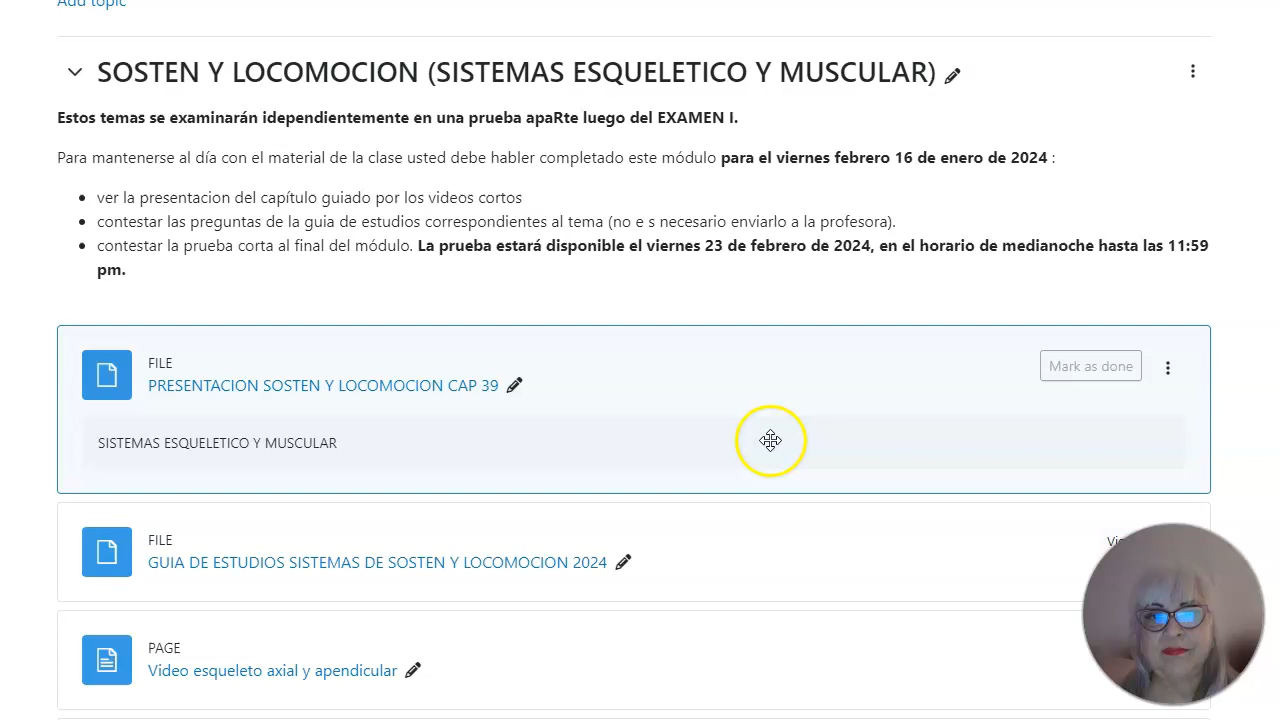 Add topic
SOSTEN Y LOCOMOCION (SISTEMAS ESQUELETICO Y MUSCULAR)
Estos temas se examinarán idependientemente en una prueba apaRte luego del EXAMEN I.
Para mantenerse al día con el material de la clase usted debe habler completado este módulo para el viernes febrero 16 de enero de 2024 :
ver la presentacion del capítulo guiado por los videos cortos
contestar las preguntas de la guia de estudios correspondientes al tema (no e s necesario enviarlo a la profesora).
contestar la prueba corta al final del módulo. La prueba estará disponible el viernes 23 de febrero de 2024, en el horario de medianoche hasta las 11:59
pm.
FILE
Mark as done
PRESENTACION SOSTEN Y LOCOMOCION CAP 39
SISTEMAS ESQUELETICO Y MUSCULAR
FILE
GUIA DE ESTUDIOS SISTEMAS DE SOSTEN Y LOCOMOCION 2024
PAGE
Video esqueleto axial y apendicular